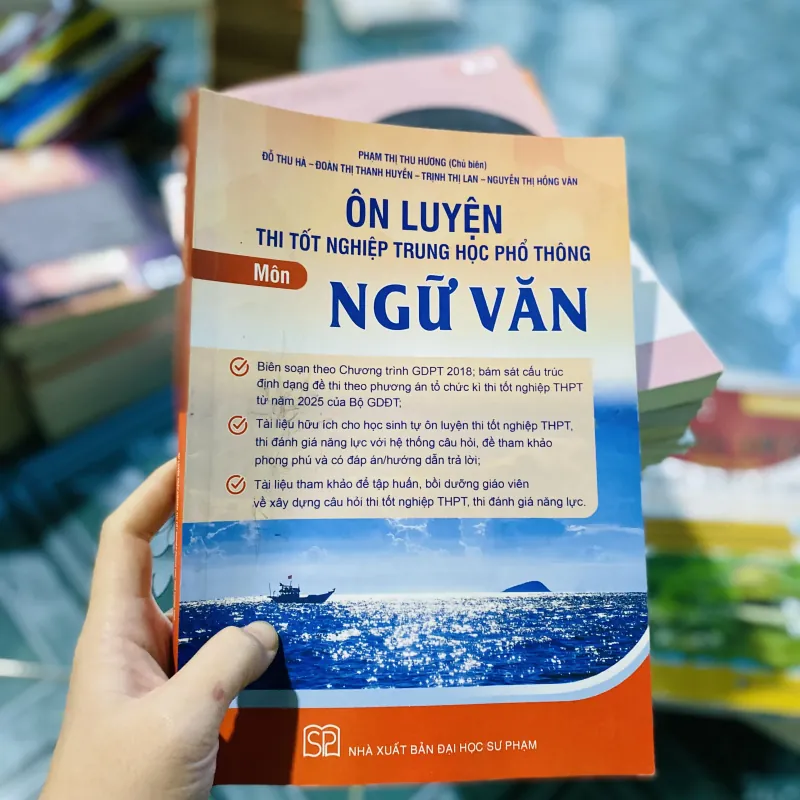 PHẠM THỊ THU HƯƠNG (Chủ biên)
ĐỖ THU HÀ – ĐOÀN THỊ THANH HUYỀN – TRỊNH THỊ LAN – NGUYỄN THỊ HỒNG VÂN
ÔN LUYỆN
THI TỐT NGHIỆP TRUNG HỌC PHỔ THÔNG
Môn
NGỮ VĂN
Biên soạn theo Chương trình GDPT 2018; bám sát cấu trúc
định dạng đề thi theo phương án tổ chức kì thi tốt nghiệp THPT
từ năm 2025 của Bộ GDĐT;
Tài liệu hữu ích cho học sinh tự ôn luyện thi tốt nghiệp THPT,
thi đánh giá năng lực với hệ thống câu hỏi, đề tham khảo
phong phú và có đáp án/hướng dẫn trả lời;
Tài liệu tham khảo để tập huấn, bồi dưỡng giáo viên
về xây dựng câu hỏi thi tốt nghiệp THPT, thi đánh giá năng lực.
SP
NHÀ XUẤT BẢN ĐẠI HỌC SƯ PHẠM